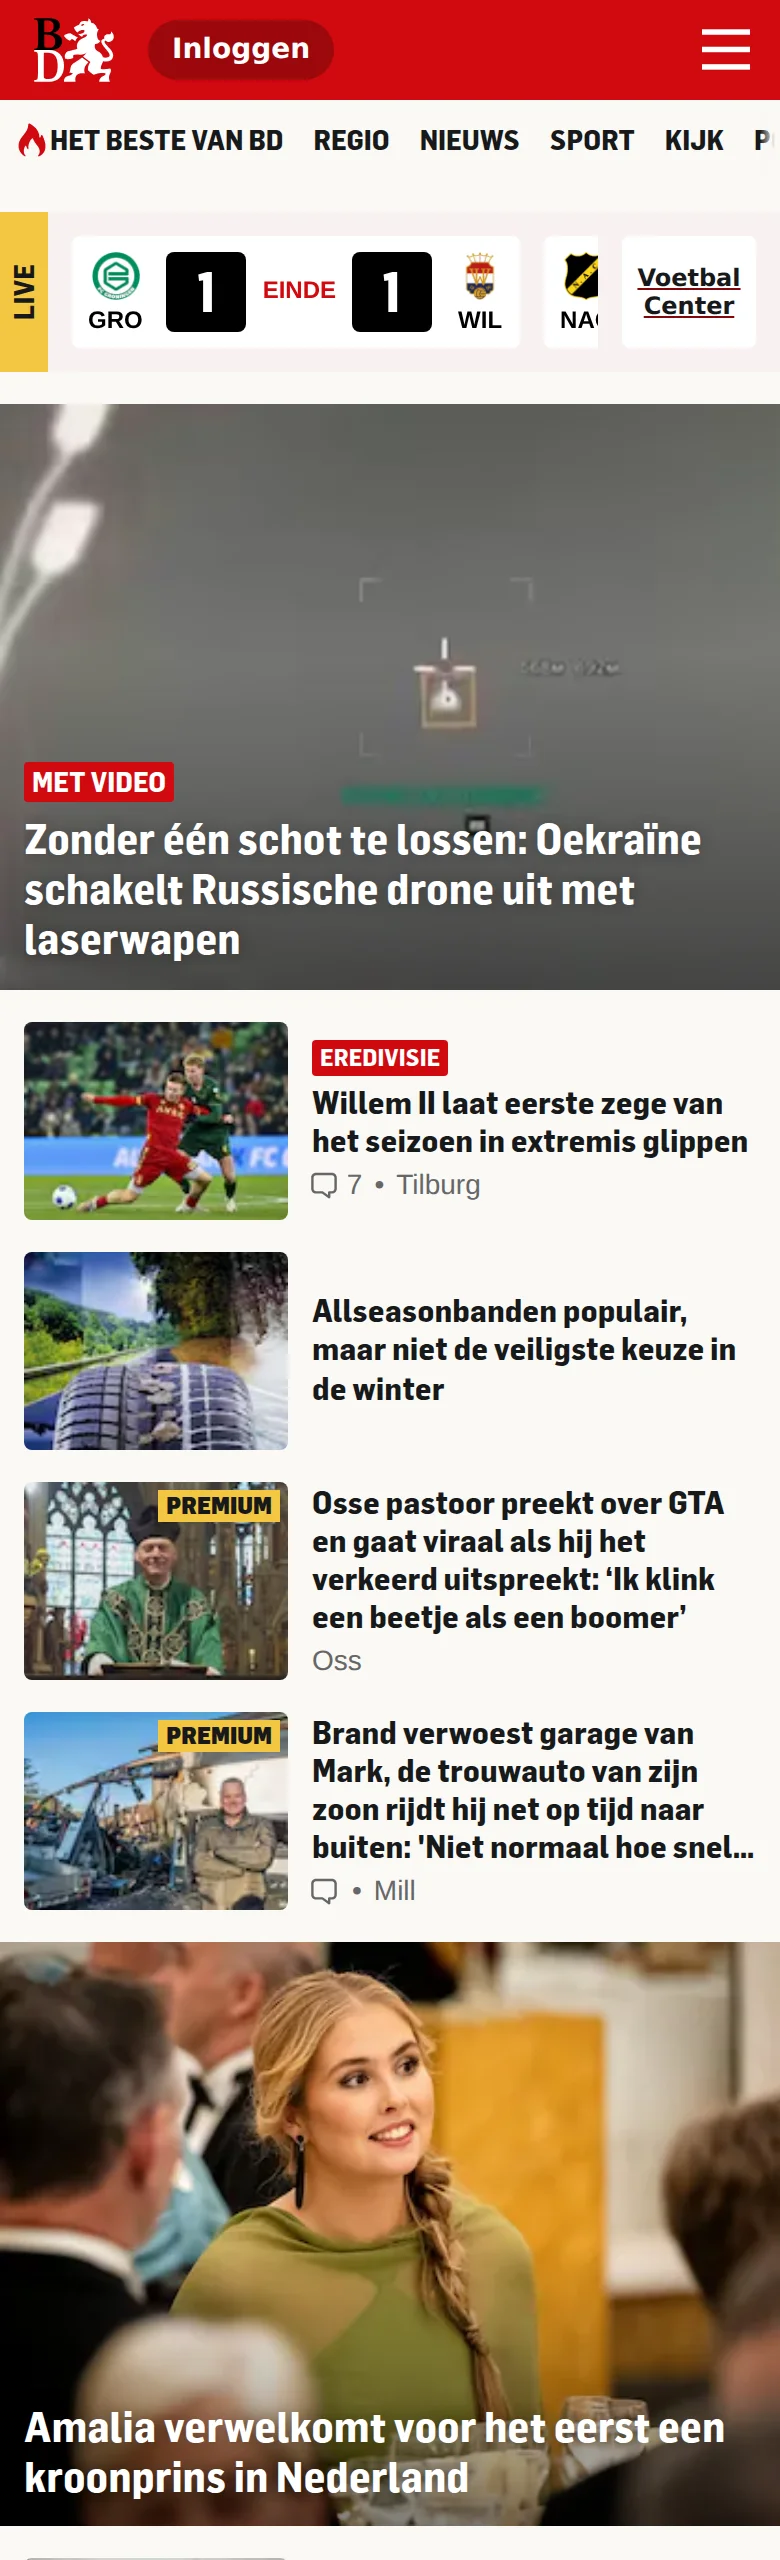 BD
Inloggen
HET BESTE VAN BD
REGIO
NIEUWS
SPORT
KIJK
LIVE
GRO
1
EINDE
1
WIL
Voetbal
Center
MET VIDEO
Zonder één schot te lossen: Oekraïne
schakelt Russische drone uit met
laserwapen
EREDIVISIE
Willem II laat eerste zege van
het seizoen in extremis glippen
7 • Tilburg
Allseasonbanden populair,
maar niet de veiligste keuze in
de winter
PREMIUM
Osse pastoor preekt over GTA
en gaat viraal als hij het
verkeerd uitspreekt: ‘Ik klink
een beetje als een boomer’
Oss
PREMIUM
Brand verwoest garage van
Mark, de trouwauto van zijn
zoon rijdt hij net op tijd naar
buiten: 'Niet normaal hoe snel...
• Mill
Amalia verwelkomt voor het eerst een
kroonprins in Nederland